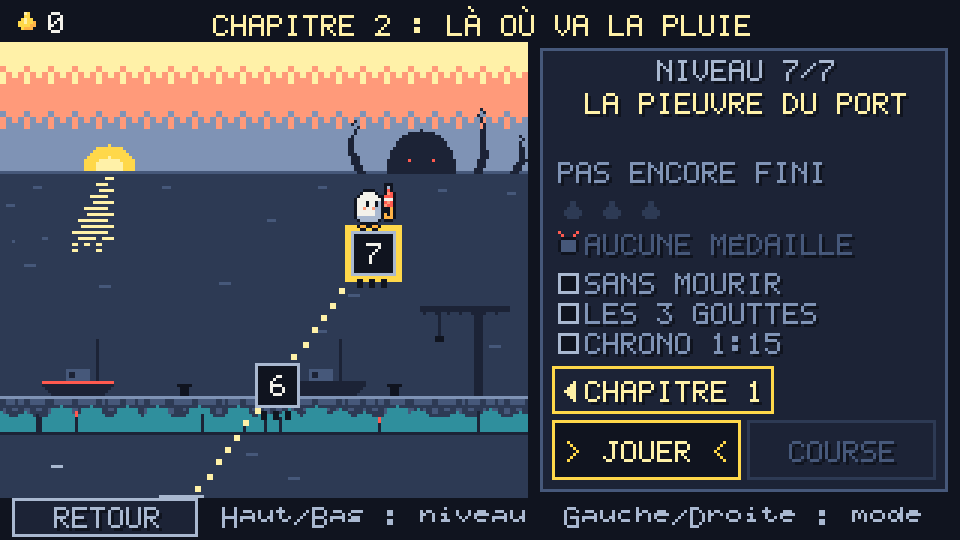 0
CHAPITRE 2 : LÀ OÙ VA LA PLUIE
NIVEAU 7/7
LA PIEUVRE DU PORT
PAS ENCORE FINI
AUCUNE MÉDAILLE
SANS MOURIR
LES 3 GOUTTES
CHRONO 1:15
CHAPITRE 1
> JOUER <
COURSE
7
6
RETOUR
Haut/Bas : niveau
Gauche/Droite : mode